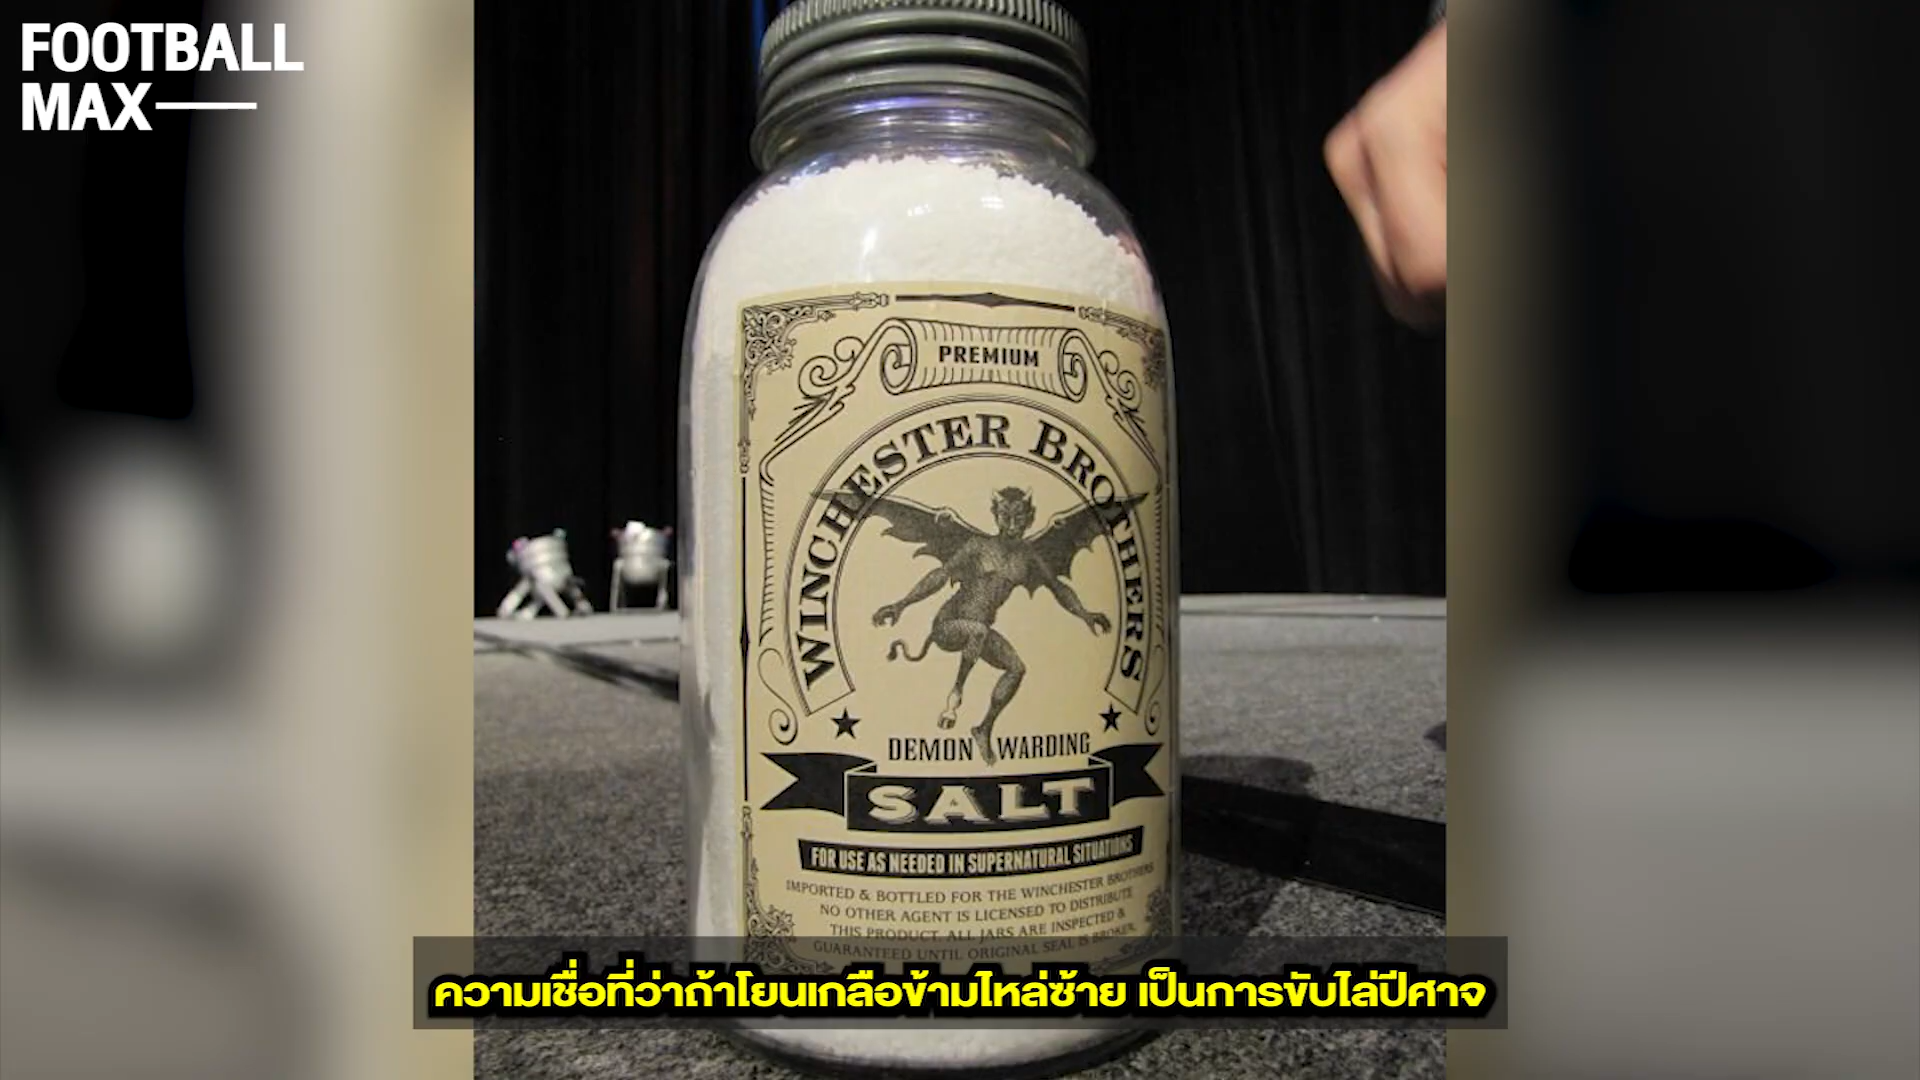 FOOTBALL
MAX
PREMIUM
WINCHESTER BROTHERS
DEMON WARDING
SALT
FOR USE AS NEEDED IN SUPERNATURAL SITUATIONS
IMPORTED & BOTTLED FOR THE WINCHESTER BROTHERS
NO OTHER AGENT IS LICENSED TO DISTRIBUTE
THIS PRODUCT. ALL JARS ARE INSPECTED &
GUARANTEED UNTIL ORIGINAL SEAL IS BROKEN.
ความเชื่อที่ว่าถ้าโยนเกลือข้ามไหล่ซ้าย เป็นการขับไล่ปีศาจ